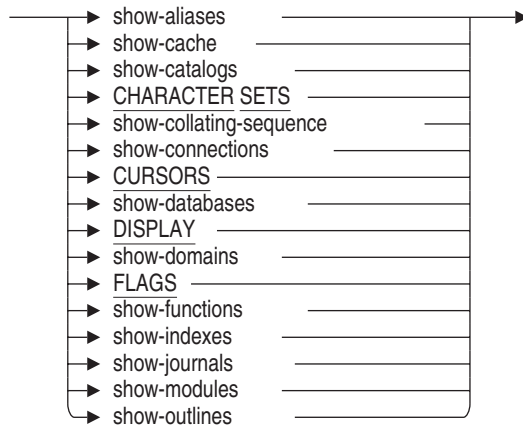 show-aliases
show-cache
show-catalogs
CHARACTER SETS
show-collating-sequence
show-connections
CURSORS
show-databases
DISPLAY
show-domains
FLAGS
show-functions
show-indexes
show-journals
show-modules
show-outlines